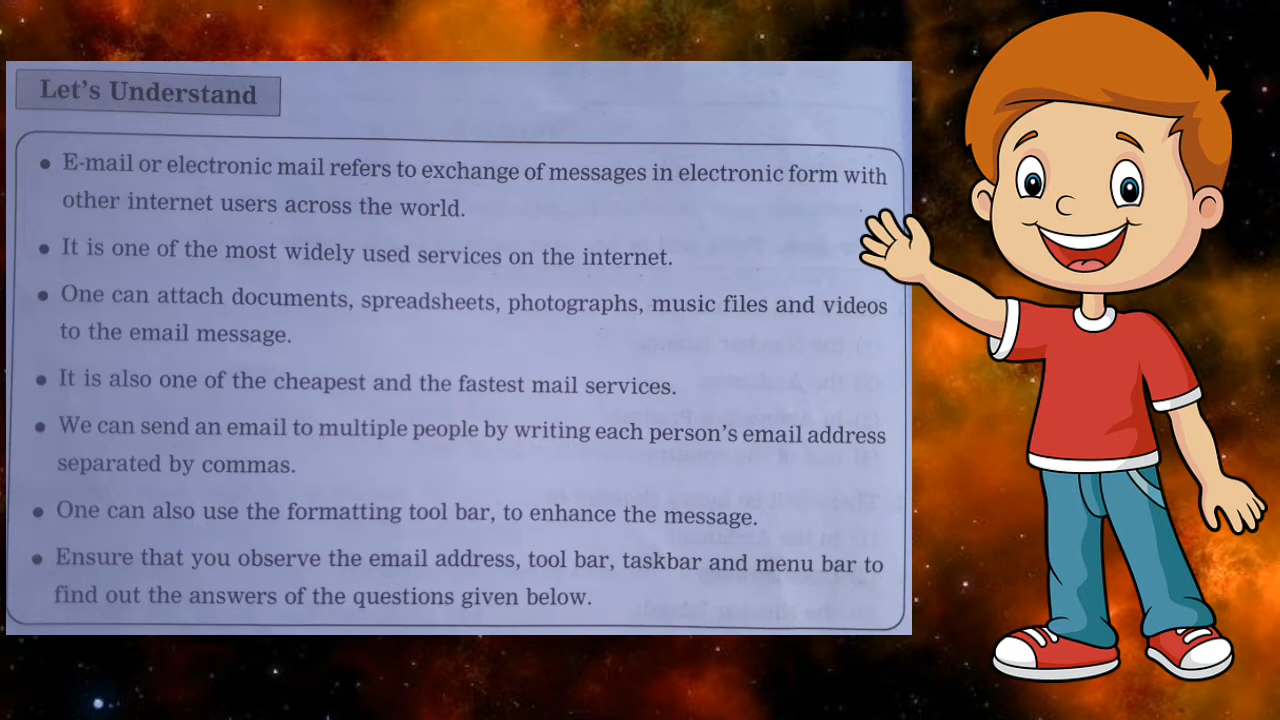 Let's Understand
• E-mail or electronic mail refers to exchange of messages in electronic form with
other internet users across the world.
• It is one of the most widely used services on the internet.
• One can attach documents, spreadsheets, photographs, music files and videos
to the email message.
• It is also one of the cheapest and the fastest mail services.
• We can send an email to multiple people by writing each person's email address
separated by commas.
• One can also use the formatting tool bar, to enhance the message.
• Ensure that you observe the email address, tool bar, taskbar and menu bar to
find out the answers of the questions given below.